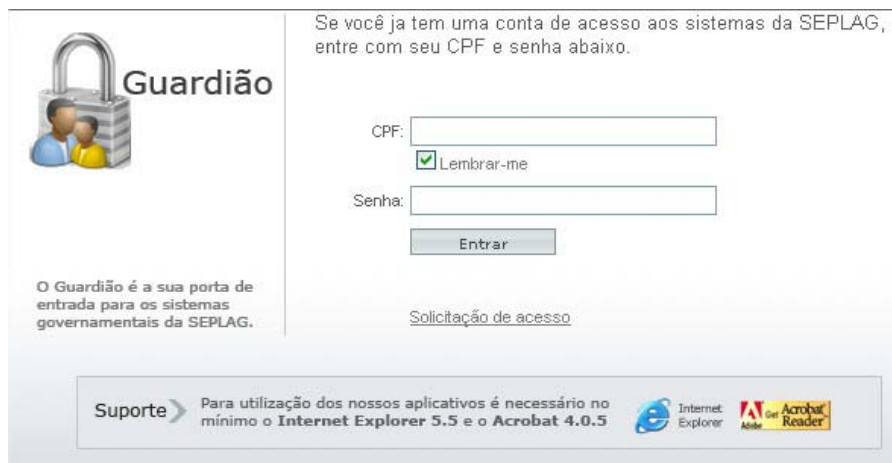 Guardião
O Guardião é a sua porta de
entrada para os sistemas
governamentais da SEPLAG.
Se você ja tem uma conta de acesso aos sistemas da SEPLAG,
entre com seu CPF e senha abaixo.
CPF:
Lembrar-me
Senha:
Entrar
Solicitação de acesso
Suporte
Para utilização dos nossos aplicativos é necessário no
mínimo o Internet Explorer 5.5 e o Acrobat 4.0.5
Internet
Explorer
Adobe
Get Acrobat
Reader